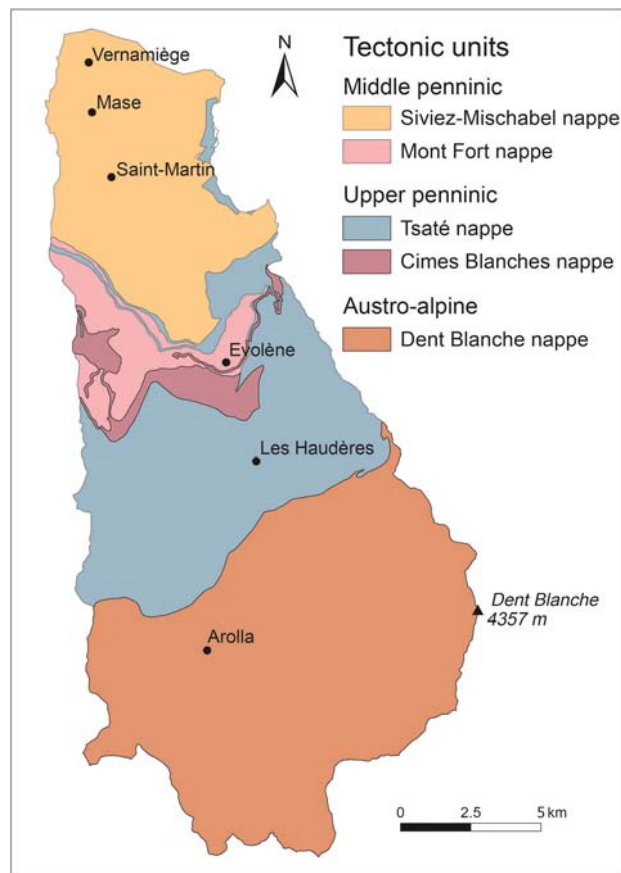 Vernamiège
Mase
Saint-Martin
N
Tectonic units
Middle penninic
Siviez-Mischabel nappe
Mont Fort nappe
Upper penninic
Tsaté nappe
Cimes Blanches nappe
Austro-alpine
Dent Blanche nappe
Evolène
Les Haudères
Dent Blanche
4357 m
Arolla
0 2.5 5 km